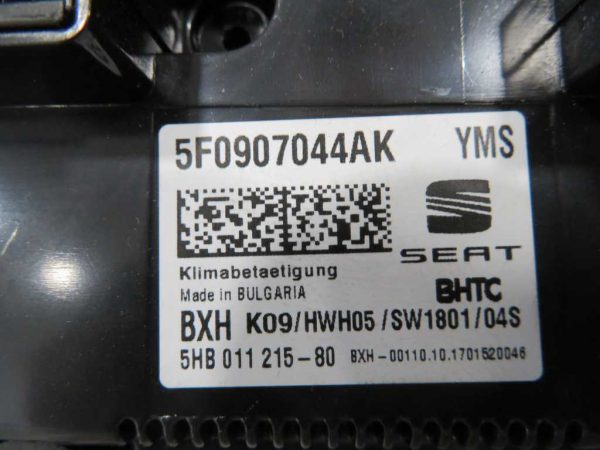 5F0907044AK YMS
SEAT
Klimabetaetigung
Made in BULGARIA BHTC
BXH K09/HWH05/SW1801/04S
5HB 011 215-80 BXH-00110.10.1701520046